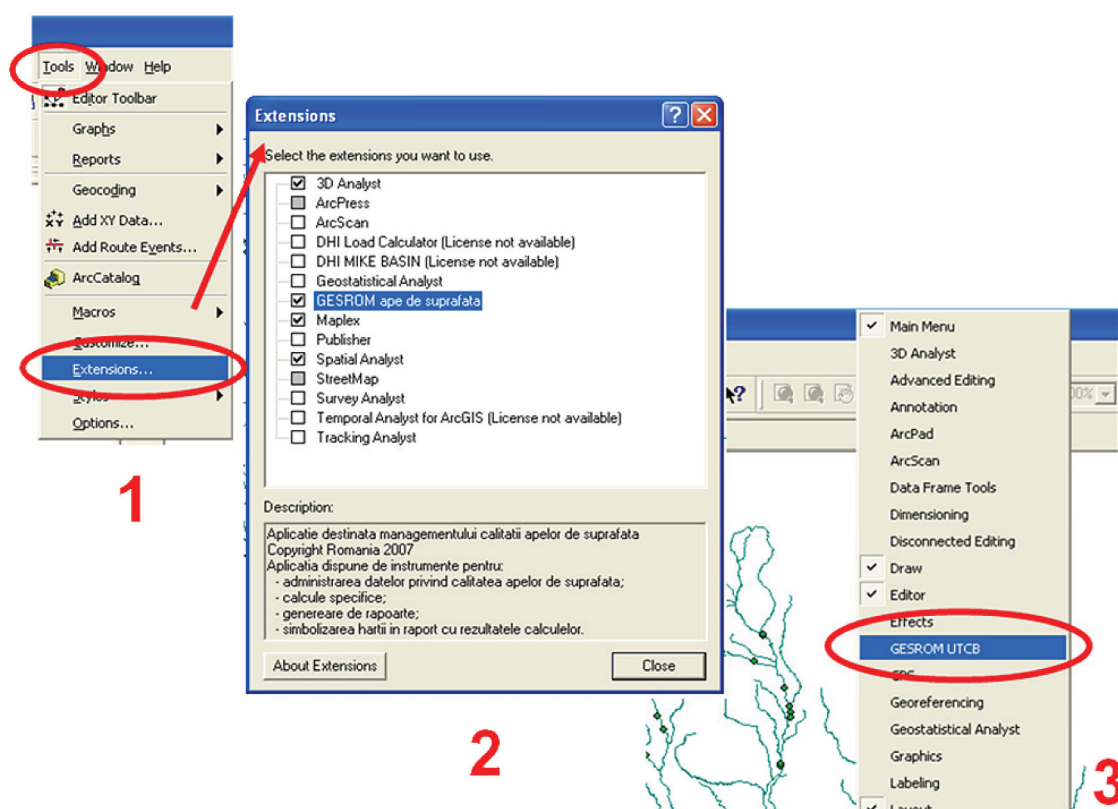 Tools Window Help
Editor Toolbar
Graphs
Reports
Geocoding
Add XY Data...
Add Route Events...
ArcCatalog
Macros
Customize...
Extensions...
Styles
Options...
1
Extensions
Select the extensions you want to use.
3D Analyst
ArcPress
ArcScan
DHI Load Calculator (License not available)
DHI MIKE BASIN (License not available)
Geostatistical Analyst
GESROM ape de suprafata
Maplex
Publisher
Spatial Analyst
StreetMap
Survey Analyst
Temporal Analyst for ArcGIS (License not available)
Tracking Analyst
Description:
Aplicatie destinata managementului calitatii apelor de suprafata
Copyright Romania 2007
Aplicatia dispune de instrumente pentru:
- administrarea datelor privind calitatea apelor de suprafata;
- calcule specifice;
- genereare de rapoarte;
- simbolizarea hartii in raport cu rezultatele calculelor.
About Extensions
Close
2
Main Menu
3D Analyst
Advanced Editing
Annotation
ArcPad
ArcScan
Data Frame Tools
Dimensioning
Disconnected Editing
Draw
Editor
Effects
GESROM UTCB
GPS
Georeferencing
Geostatistical Analyst
Graphics
Labeling
Layout
3